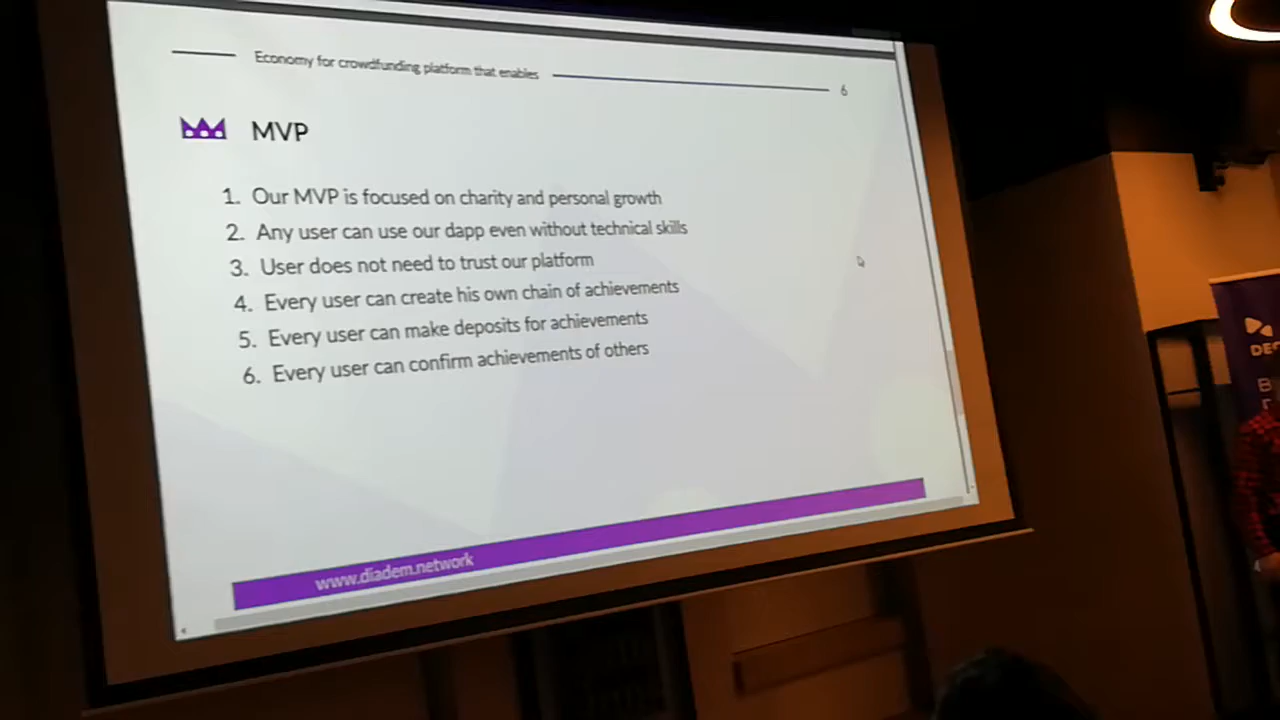 Economy for crowdfunding platform that enables
6
MVP
1. Our MVP is focused on charity and personal growth
2. Any user can use our dapp even without technical skills
3. User does not need to trust our platform
4. Every user can create his own chain of achievements
5. Every user can make deposits for achievements
6. Every user can confirm achievements of others
www.diadem.network